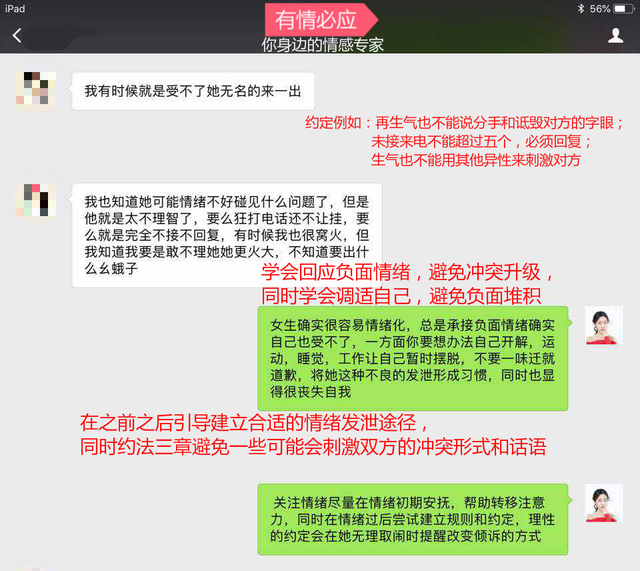 iPad
56%
有情必应
你身边的情感专家
我有时候就是受不了她无名的来一出
约定例如：再生气也不能说分手和诋毁对方的字眼；
未接来电不能超过五个，必须回复；
生气也不能用其他异性来刺激对方
我也知道她可能情绪不好碰见什么问题了，但是
他就是太不理智了，要么狂打电话还不让挂，要
么就是完全不接不回复，有时候我也很窝火，但
我知道我要是敢不理她她更火大，不知道要出什
么幺蛾子
学会回应负面情绪，避免冲突升级，
同时学会调适自己，避免负面堆积
女生确实很容易情绪化，总是承接负面情绪确实
自己也受不了，一方面你要想办法自己开解，运
动，睡觉，工作让自己暂时摆脱，不要一味迁就
道歉，将她这种不良的发泄形成习惯，同时也显
得很丧失自我
在之前之后引导建立合适的情绪发泄途径，
同时约法三章避免一些可能会刺激双方的冲突形式和话语
关注情绪尽量在情绪初期安抚，帮助转移注意
力，同时在情绪过后尝试建立规则和约定，理性
的约定会在她无理取闹时提醒改变倾诉的方式